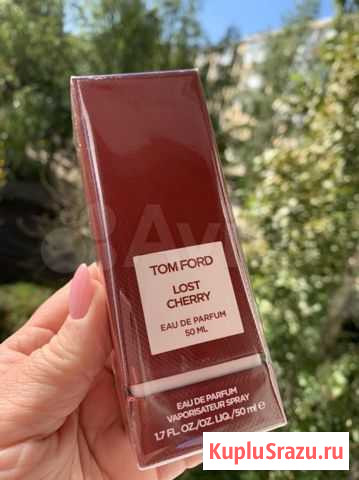 Avi
TOM FORD
LOST
CHERRY
EAU DE PARFUM
50 ML
EAU DE PARFUM
VAPORISATEUR SPRAY
1.7 FL. OZ./OZ. LIQ./50 ml e
KupluSrazu.ru